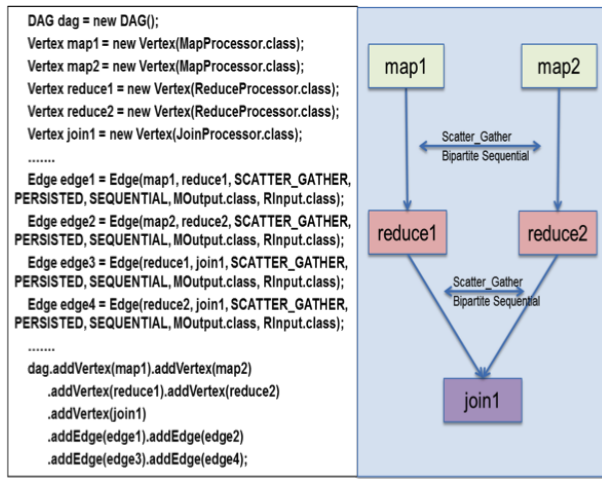 DAG dag = new DAG();
Vertex map1 = new Vertex(MapProcessor.class);
Vertex map2 = new Vertex(MapProcessor.class);
Vertex reduce1 = new Vertex(ReduceProcessor.class);
Vertex reduce2 = new Vertex(ReduceProcessor.class);
Vertex join1 = new Vertex(JoinProcessor.class);
.......
Edge edge1 = Edge(map1, reduce1, SCATTER_GATHER,
PERSISTED, SEQUENTIAL, MOutput.class, RInput.class);
Edge edge2 = Edge(map2, reduce2, SCATTER_GATHER,
PERSISTED, SEQUENTIAL, MOutput.class, RInput.class);
Edge edge3 = Edge(reduce1, join1, SCATTER_GATHER,
PERSISTED, SEQUENTIAL, MOutput.class, RInput.class);
Edge edge4 = Edge(reduce2, join1, SCATTER_GATHER,
PERSISTED, SEQUENTIAL, MOutput.class, RInput.class);
.......
dag.addVertex(map1).addVertex(map2)
.addVertex(reduce1).addVertex(reduce2)
.addVertex(join1)
.addEdge(edge1).addEdge(edge2)
.addEdge(edge3).addEdge(edge4);
map1
map2
Scatter_Gather
Bipartite Sequential
reduce1
reduce2
Scatter_Gather
Bipartite Sequential
join1